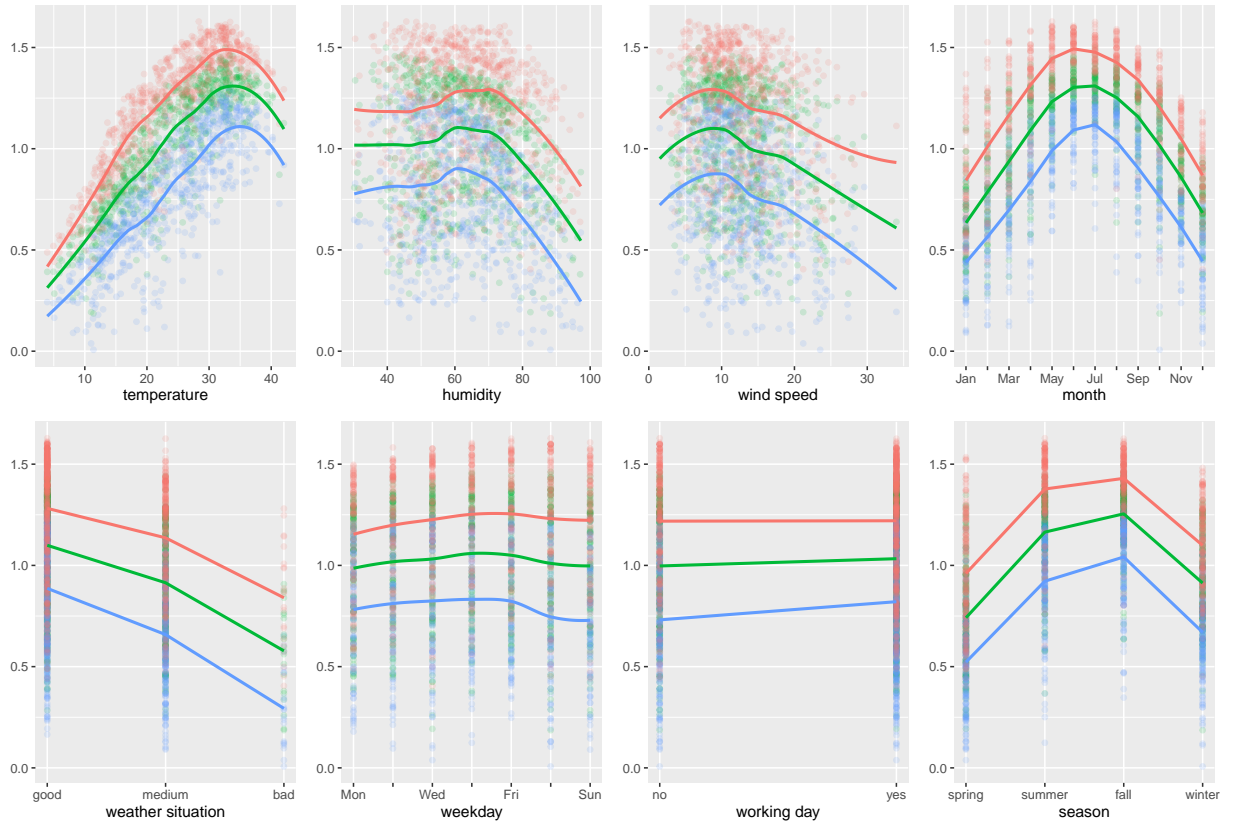 1.5
1.0
0.5
0.0
10 20 30 40
temperature
1.5
1.0
0.5
0.0
40 60 80 100
humidity
1.5
1.0
0.5
0.0
0 10 20 30
wind speed
1.5
1.0
0.5
0.0
Jan Mar May Jul Sep Nov
month
1.5
1.0
0.5
0.0
good medium bad
weather situation
1.5
1.0
0.5
0.0
Mon Wed Fri Sun
weekday
1.5
1.0
0.5
0.0
no yes
working day
1.5
1.0
0.5
0.0
spring summer fall winter
season